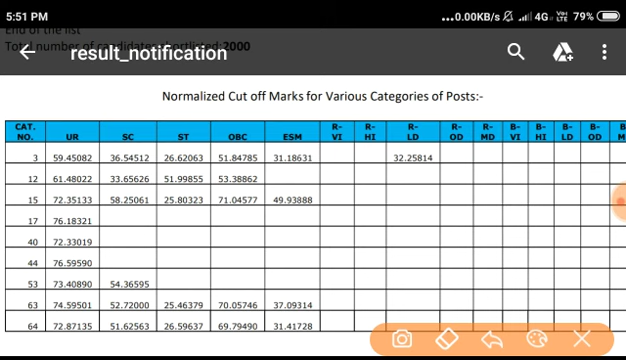 5:51 PM
...0.00KB/s 4G VoLTE 79%
End of the list
Total number of candidates shortlisted:2000
result_notification
Normalized Cut off Marks for Various Categories of Posts:-
CAT. NO. UR SC ST OBC ESM R-VI R-HI R-LD R-OD R-MD B-VI B-HI B-LD B-OD B-M
3 59.45082 36.54512 26.62063 51.84785 31.18631 32.25814
12 61.48022 33.65626 51.99855 53.38862
15 72.35133 58.25061 25.80323 71.04577 49.93888
17 76.18321
40 72.33019
44 76.59590
53 73.40890 54.36595
63 74.59501 52.72000 25.46379 70.05746 37.09314
64 72.87135 51.62563 26.59637 69.79490 31.41728